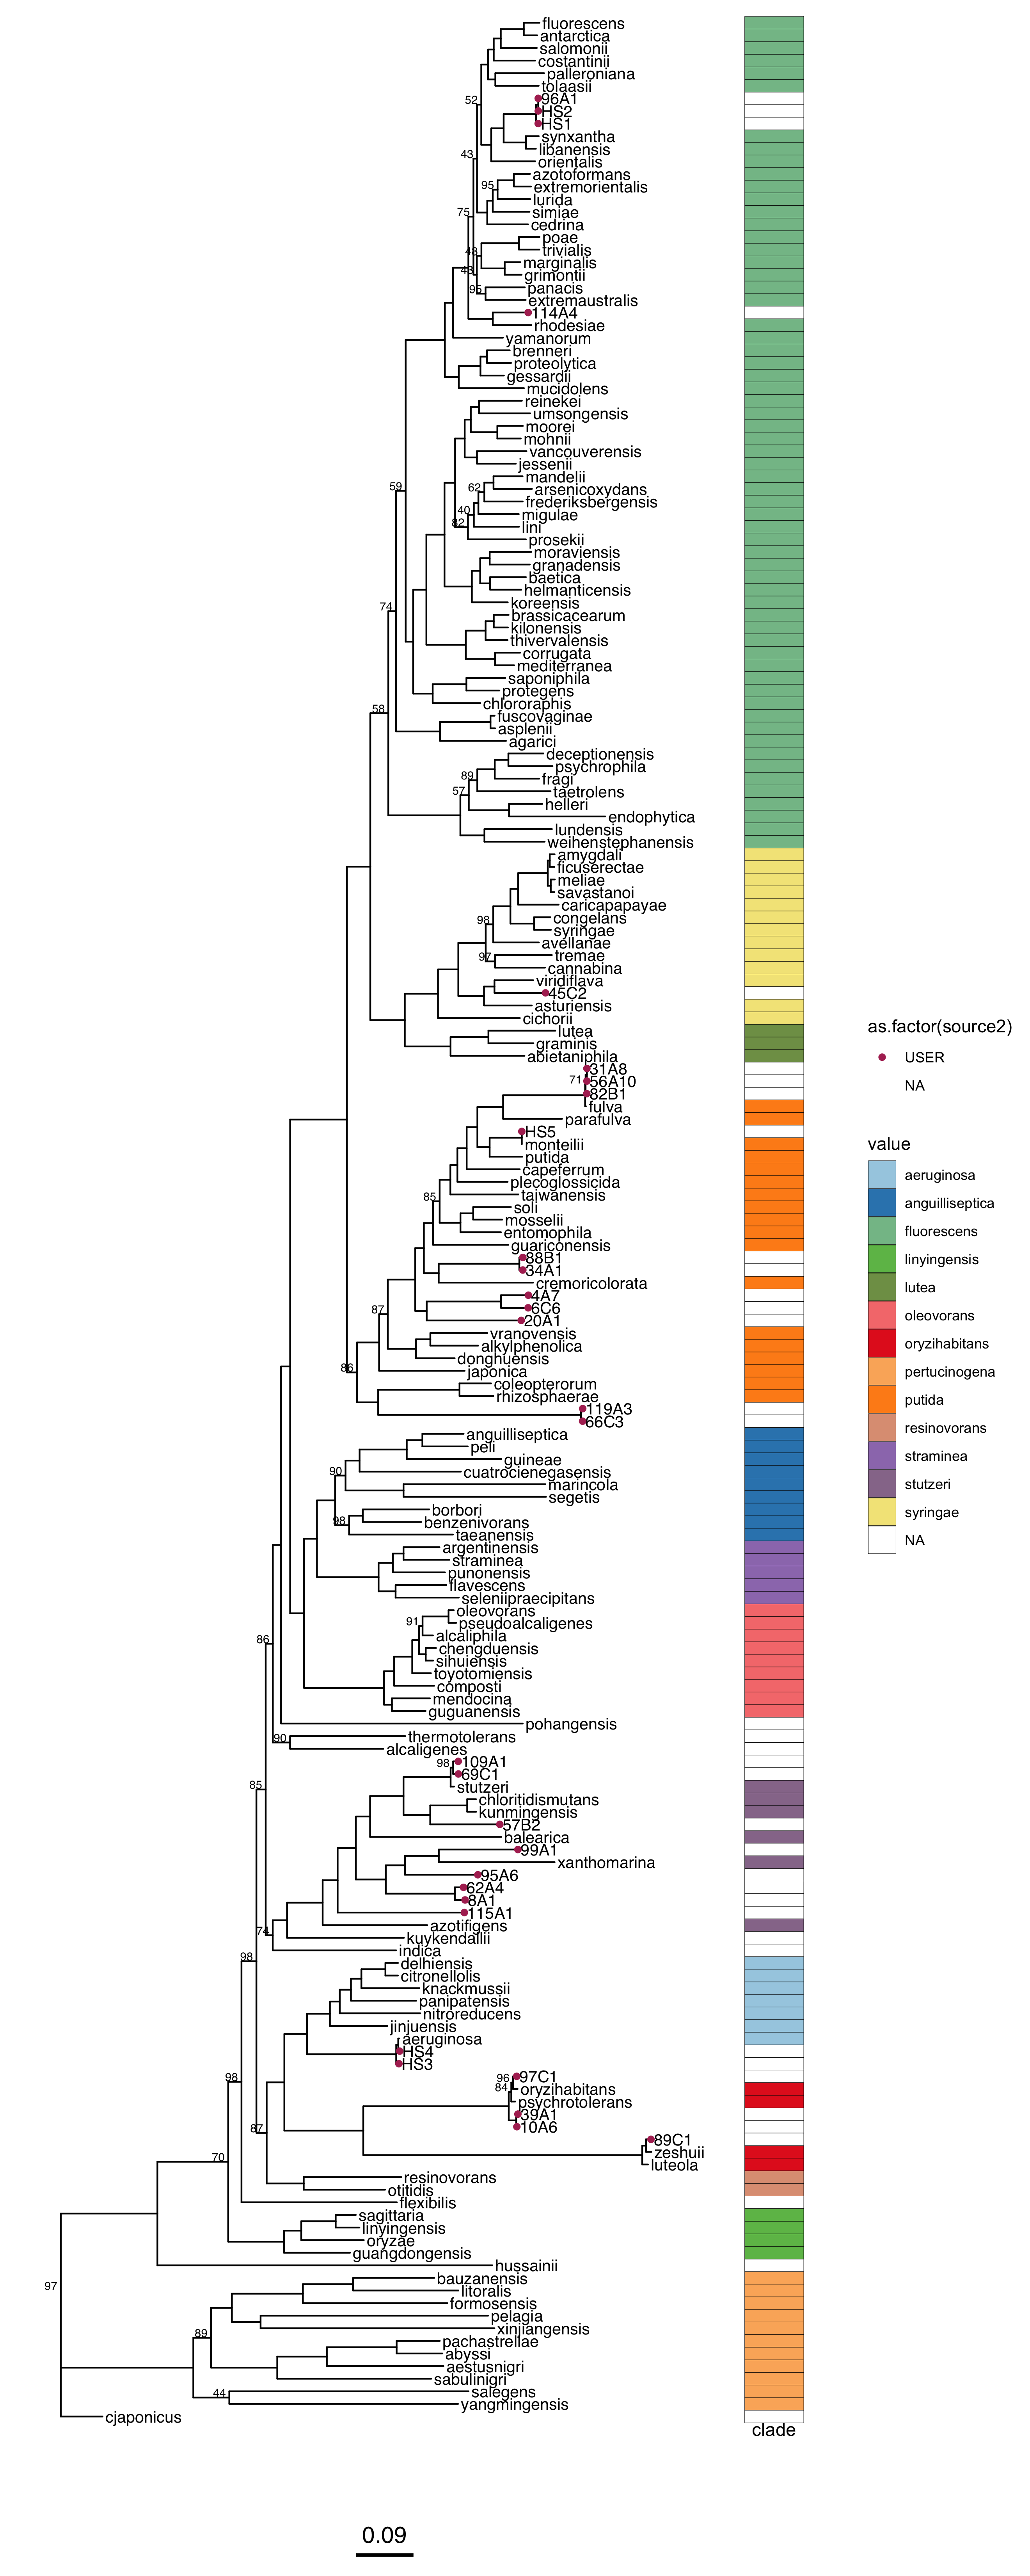 fluorescens
antarctica
salomonii
costantinii
palleroniana
tolaasii
52
96A1
HS2
HS1
synxantha
libanensis
43
orientalis
azotoformans
95
extremorientalis
lurida
75
simiae
cedrina
poae
48
trivialis
marginalis
43
grimontii
95
panacis
extremaustralis
114A4
rhodesiae
yamanorum
brenneri
proteolytica
gessardii
mucidolens
reinekei
umsongensis
moorei
mohnii
vancouverensis
jessenii
mandelii
59
62
arsenicoxydans
frederiksbergensis
40
migulae
82
lini
prosekii
moraviensis
granadensis
baetica
helmanticensis
koreensis
74
brassicacearum
kilonensis
thivervalensis
corrugata
mediterranea
saponiphila
protegens
chlororaphis
58
fuscovaginae
asplenii
agarici
deceptionensis
psychrophila
89
fragi
57
taetrolens
helleri
endophytica
lundensis
weihenstephanensis
amygdali
ficuserectae
meliae
savastanoi
caricapapayae
98
congelans
syringae
avellanae
97
tremae
cannabina
viridiflava
45C2
asturiensis
cichorii
lutea
graminis
abietaniphila
31A8
71
56A10
82B1
fulva
parafulva
HS5
monteilii
putida
capeferrum
plecoglossicida
85
taiwanensis
soli
mosselii
entomophila
guariconensis
88B1
34A1
cremoricolorata
4A7
87
6C6
20A1
vranovensis
alkylphenolica
donghuensis
86
japonica
coleopterorum
rhizosphaerae
119A3
66C3
anguilliseptica
peli
guineae
90
cuatrocienegasensis
marincola
segetis
borbori
98
benzenivorans
taeanensis
argentinensis
straminea
punonensis
flavescens
seleniipraecipitans
oleovorans
91
pseudoalcaligenes
alcaliphila
86
chengduensis
sihuiensis
toyotomiensis
composti
mendocina
guguanensis
pohangensis
90
thermotolerans
alcaligenes
98
109A1
69C1
85
stutzeri
chloritidismutans
kunmingensis
57B2
balearica
99A1
xanthomarina
95A6
62A4
8A1
115A1
74
azotifigens
kuykendallii
indica
98
delhiensis
citronellolis
knackmussii
panipatensis
nitroreducens
jinjuensis
aeruginosa
HS4
HS3
98
96
97C1
84
oryzihabitans
psychrotolerans
39A1
87
10A6
89C1
70
zeshuii
luteola
resinovorans
otitidis
flexibilis
sagittaria
linyingensis
oryzae
guangdongensis
hussainii
97
bauzanensis
litoralis
formosensis
pelagia
xinjiangensis
89
pachastrellae
abyssi
aestusnigri
sabulinigri
44
salegens
yangmingensis
cjaponicus
clade
0.09
as.factor(source2)
USER
NA
value
aeruginosa
anguilliseptica
fluorescens
linyingensis
lutea
oleovorans
oryzihabitans
pertucinogena
putida
resinovorans
straminea
stutzeri
syringae
NA